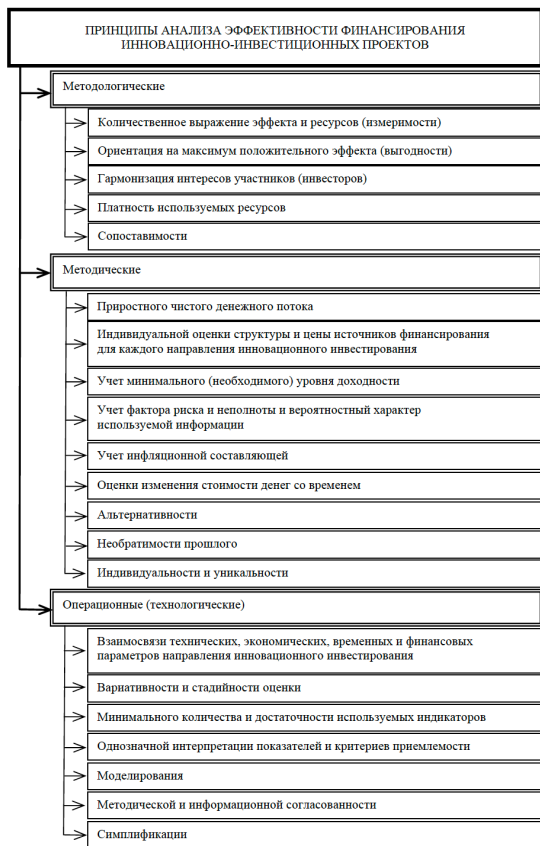 ПРИНЦИПЫ АНАЛИЗА ЭФФЕКТИВНОСТИ ФИНАНСИРОВАНИЯ
ИННОВАЦИОННО-ИНВЕСТИЦИОННЫХ ПРОЕКТОВ
Методологические
Количественное выражение эффекта и ресурсов (измеримости)
Ориентация на максимум положительного эффекта (выгодности)
Гармонизация интересов участников (инвесторов)
Платность используемых ресурсов
Сопоставимости
Методические
Приростного чистого денежного потока
Индивидуальной оценки структуры и цены источников финансирования
для каждого направления инновационного инвестирования
Учет минимального (необходимого) уровня доходности
Учет фактора риска и неполноты и вероятностный характер
используемой информации
Учет инфляционной составляющей
Оценки изменения стоимости денег со временем
Альтернативности
Необратимости прошлого
Индивидуальности и уникальности
Операционные (технологические)
Взаимосвязи технических, экономических, временных и финансовых
параметров направления инновационного инвестирования
Вариативности и стадийности оценки
Минимального количества и достаточности используемых индикаторов
Однозначной интерпретации показателей и критериев приемлемости
Моделирования
Методической и информационной согласованности
Симплификации